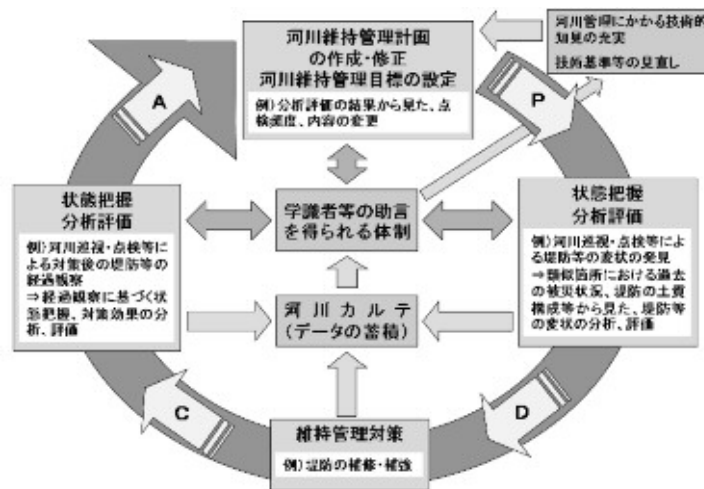 河川維持管理計画
の作成・修正
河川維持管理目標の設定
例）分析評価の結果から見た、点
検頻度、内容の変更
河川管理にかかる技術的
知見の充実
技術基準等の見直し
A
P
状態把握
分析評価
例）河川巡視・点検等に
よる対策後の堤防等の
経過観察
⇒経過観察に基づく状
態把握、対策効果の分
析、評価
学識者等の助言
を得られる体制
状態把握
分析評価
例）河川巡視・点検等によ
る堤防等の変状の発見
⇒類似箇所における過去
の被災状況、堤防の土質
構成等から見た、堤防等
の変状の分析、評価
河川カルテ
（データの蓄積）
C
D
維持管理対策
例）堤防の補修・補強